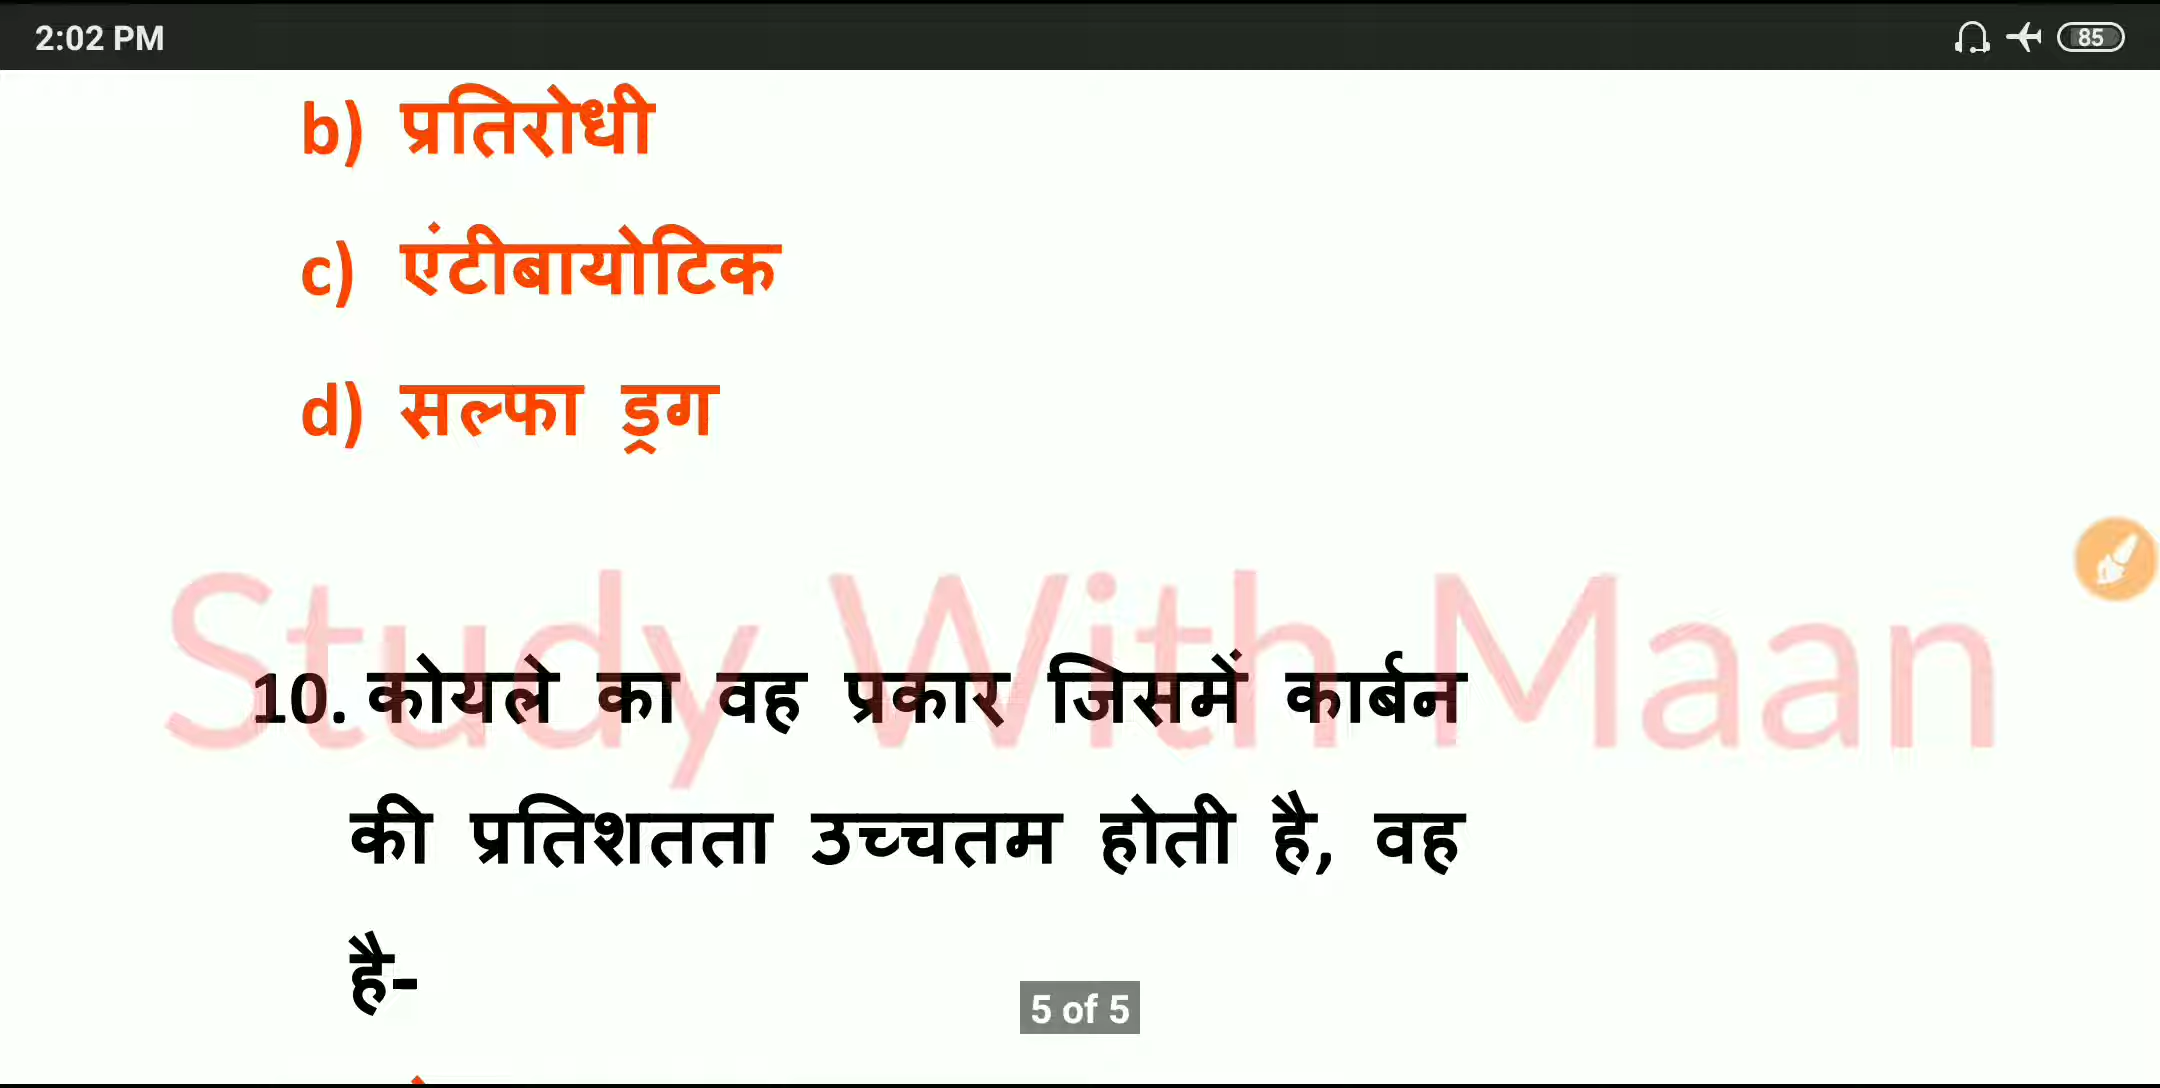 2:02 PM
85
b) प्रतिरोधी
c) एंटीबायोटिक
d) सल्फा ड्रग
Study With Maan
10. कोयले का वह प्रकार जिसमें कार्बन
की प्रतिशतता उच्चतम होती है, वह
है-
5 of 5